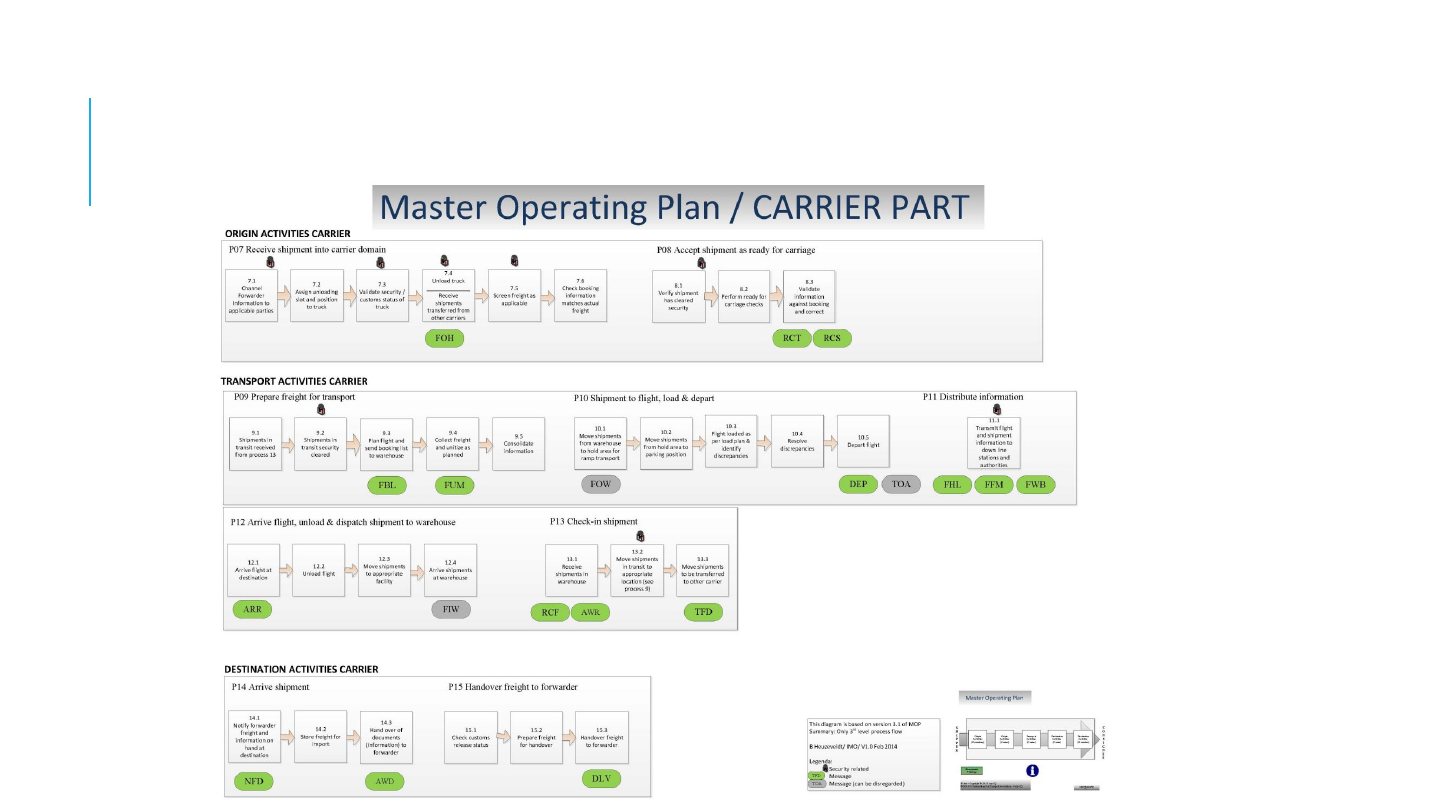 Master Operating Plan / CARRIER PART
ORIGIN ACTIVITIES CARRIER
P07 Receive shipment into carrier domain
7.1
Channel
Forwarder
information to
applicable parties
7.2
Assign unloading
slot and position
to truck
7.3
Validate security /
customs status of
truck
7.4
Unload truck
Receive
shipments
transferred from
other carriers
7.5
Screen freight as
applicable
7.6
Check booking
information
matches actual
freight
FOH
P08 Accept shipment as ready for carriage
8.1
Verify shipment
has cleared
security
8.2
Perform ready for
carriage checks
8.3
Validate
information
against booking
and correct
RCT
RCS
TRANSPORT ACTIVITIES CARRIER
P09 Prepare freight for transport
9.1
Shipments in
transit received
from process 13
9.2
Shipments in
transit security
cleared
9.3
Plan flight and
send booking list
to warehouse
9.4
Collect freight
and unitize as
planned
9.5
Consolidate
information
FBL
FUM
P10 Shipment to flight, load & depart
10.1
Move shipments
from warehouse
to hold area for
ramp transport
10.2
Move shipments
from hold area to
parking position
10.3
Flight loaded as
per load plan &
identify
discrepancies
10.4
Resolve
discrepancies
10.5
Depart flight
FOW
DEP
TOA
P11 Distribute information
11.1
Transmit flight
and shipment
information to
down line
stations and
authorities
FHL
FFM
FWB
P12 Arrive flight, unload & dispatch shipment to warehouse
12.1
Arrive flight at
destination
12.2
Unload flight
12.3
Move shipments
to appropriate
facility
12.4
Arrive shipments
at warehouse
ARR
FIW
P13 Check-in shipment
13.1
Receive
shipments in
warehouse
13.2
Move shipments
in transit to
appropriate
location (see
process 9)
13.3
Move shipments
to be transferred
to other carrier
RCF
AWR
TFD
DESTINATION ACTIVITIES CARRIER
P14 Arrive shipment
14.1
Notify forwarder
freight and
information on
hand at
destination
14.2
Store freight for
import
14.3
Hand over of
documents
(information) to
forwarder
NFD
AWD
P15 Handover freight to forwarder
15.1
Check customs
release status
15.2
Prepare freight
for handover
15.3
Handover freight
to forwarder
DLV
This diagram is based on version 3.1 of MOP
Summary: Only 3rd level process flow
B Heuzeveldt/ IMO/ V1.0 Feb 2014
Legenda:
Security related
TFD Message
TOA Message (can be disregarded)
Master Operating Plan